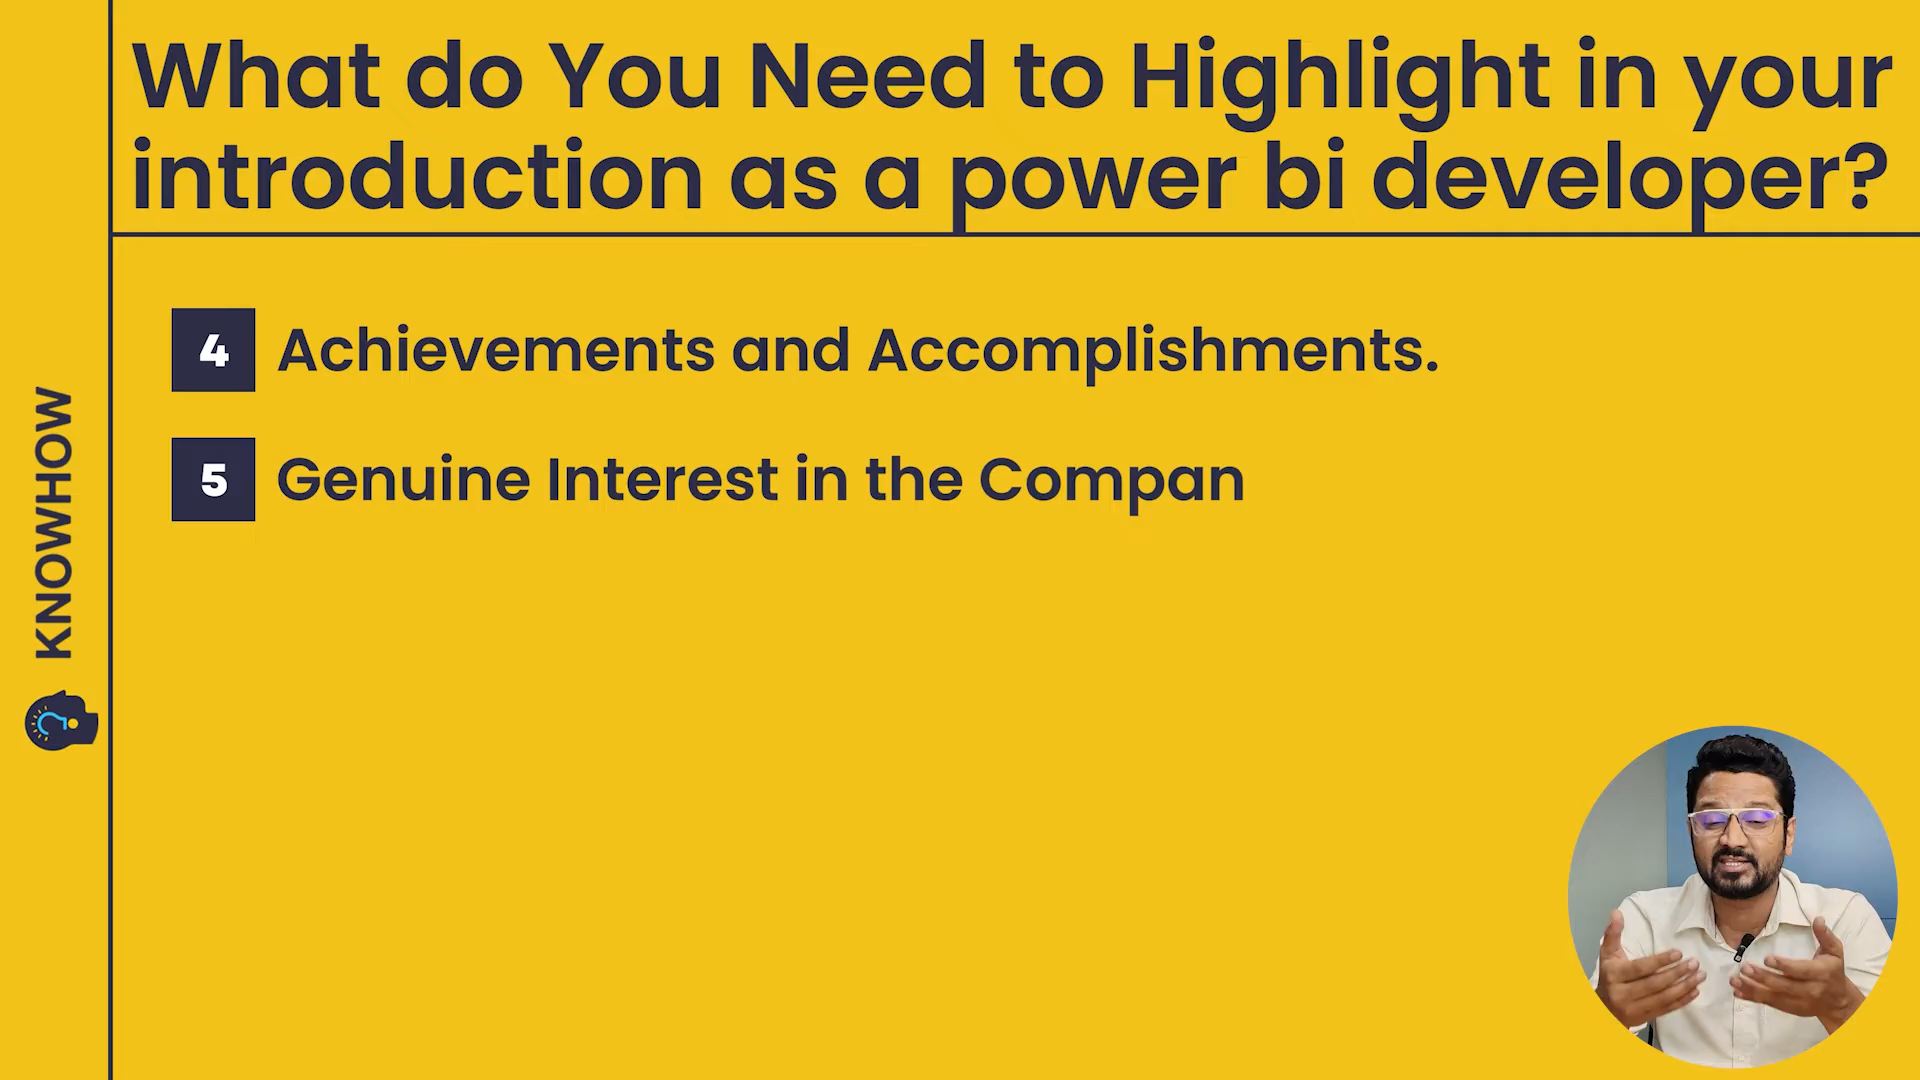 What do You Need to Highlight in your
introduction as a power bi developer?
4 Achievements and Accomplishments.
5 Genuine Interest in the Compan
KNOWHOW